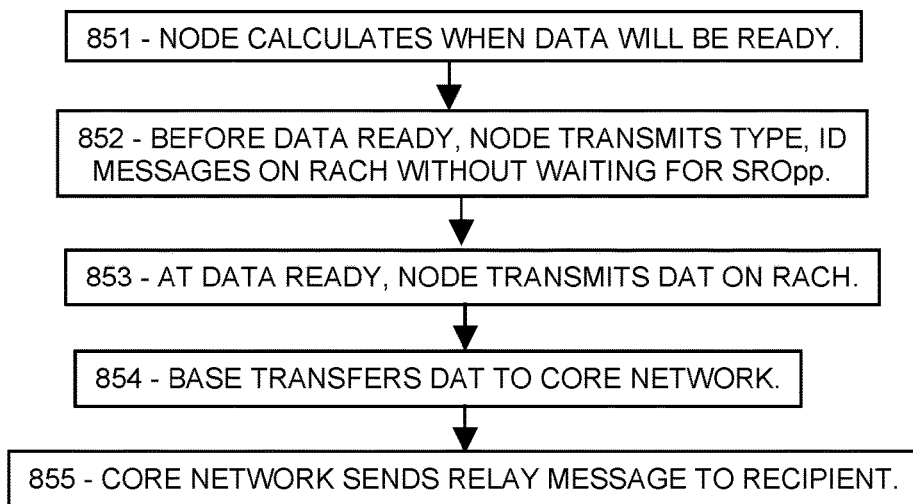 851 - NODE CALCULATES WHEN DATA WILL BE READY.
852 - BEFORE DATA READY, NODE TRANSMITS TYPE, ID
MESSAGES ON RACH WITHOUT WAITING FOR SROpp.
853 - AT DATA READY, NODE TRANSMITS DAT ON RACH.
854 - BASE TRANSFERS DAT TO CORE NETWORK.
855 - CORE NETWORK SENDS RELAY MESSAGE TO RECIPIENT.